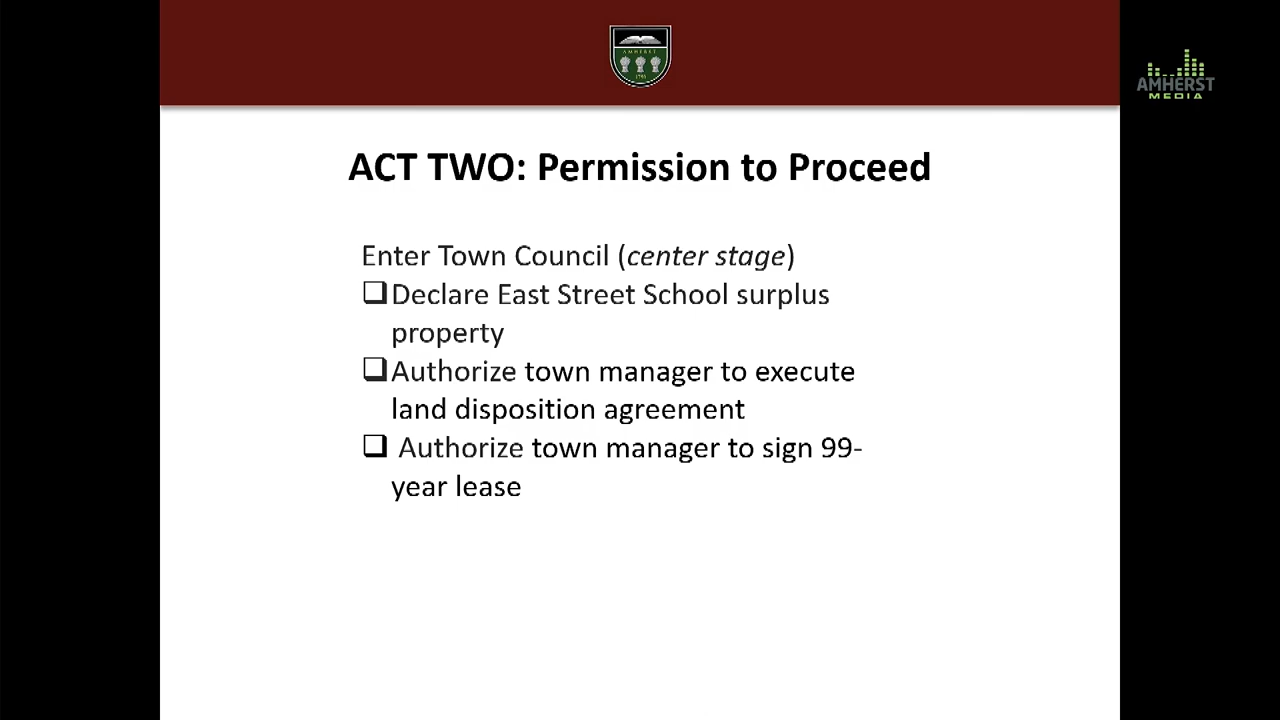 AMHERST
AMHERST
MEDIA
ACT TWO: Permission to Proceed
Enter Town Council (center stage)
❑Declare East Street School surplus
property
❑Authorize town manager to execute
land disposition agreement
❑ Authorize town manager to sign 99-
year lease